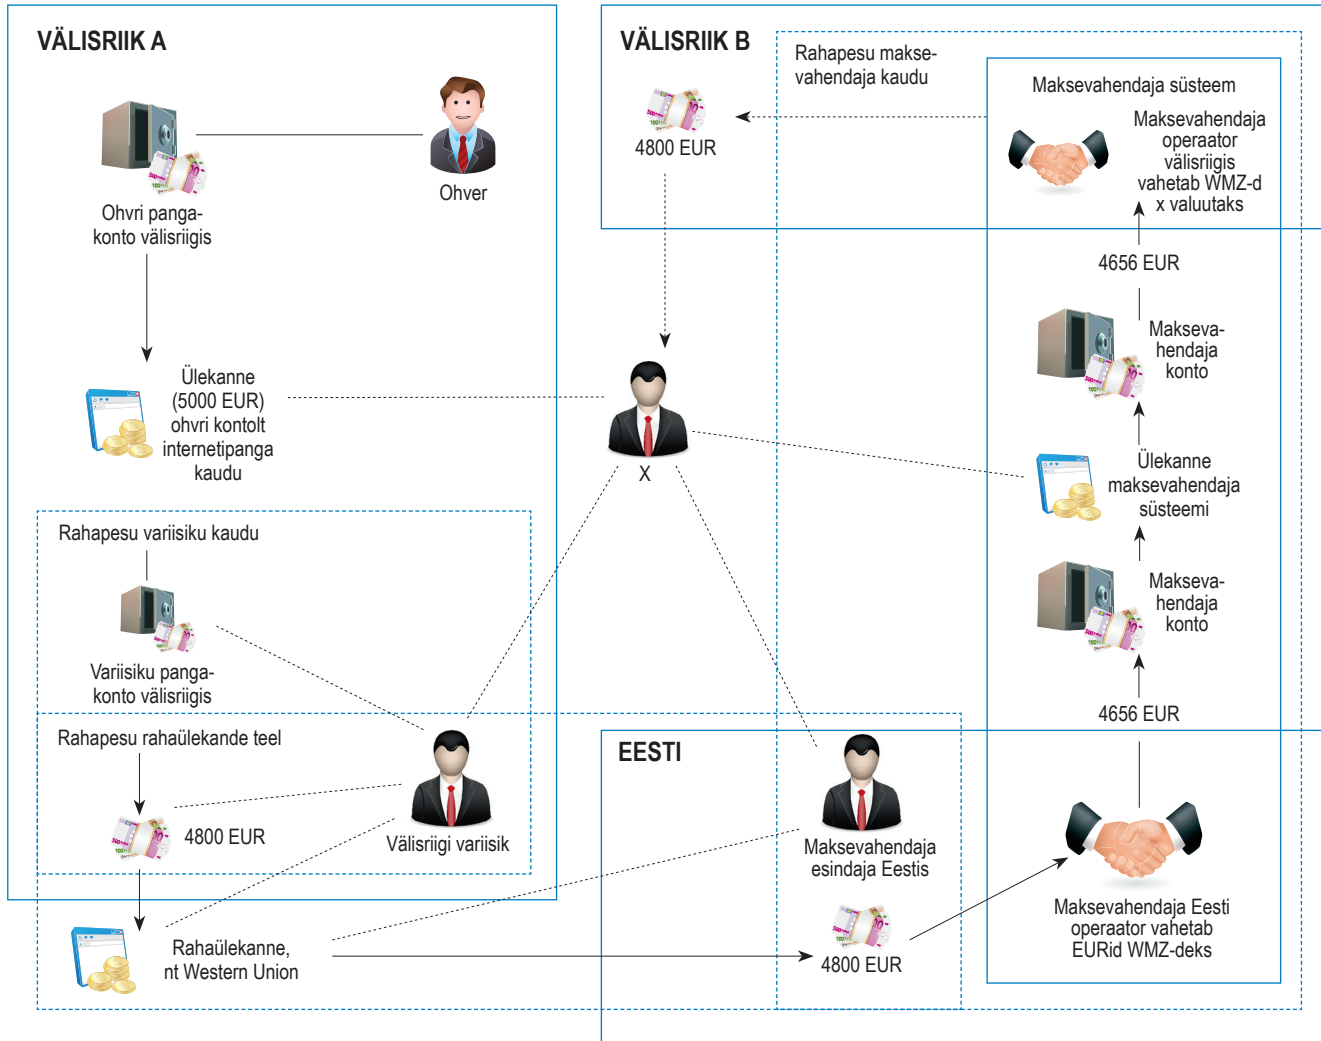 VÄLISRIIK A
Ohver
Ohvri panga-
konto välisriigis
Ülekanne
(5000 EUR)
ohvri kontolt
internetipanga
kaudu
Rahapesu variisiku kaudu
Variisiku panga-
konto välisriigis
Rahapesu rahaülekande teel
4800 EUR
Välisriigi variisik
Rahaülekanne,
nt Western Union
X
VÄLISRIIK B
4800 EUR
Rahapesu makse-
vahendaja kaudu
Maksevahendaja süsteem
Maksevahendaja
operaator
välisriigis
vahetab WMZ-d
x valuutaks
4656 EUR
Makseva-
hendaja
konto
Ülekanne
maksevahendaja
süsteemi
Makseva-
hendaja
konto
4656 EUR
EESTI
Maksevahendaja
esindaja Eestis
4800 EUR
Maksevahendaja Eesti
operaator vahetab
EURid WMZ-deks